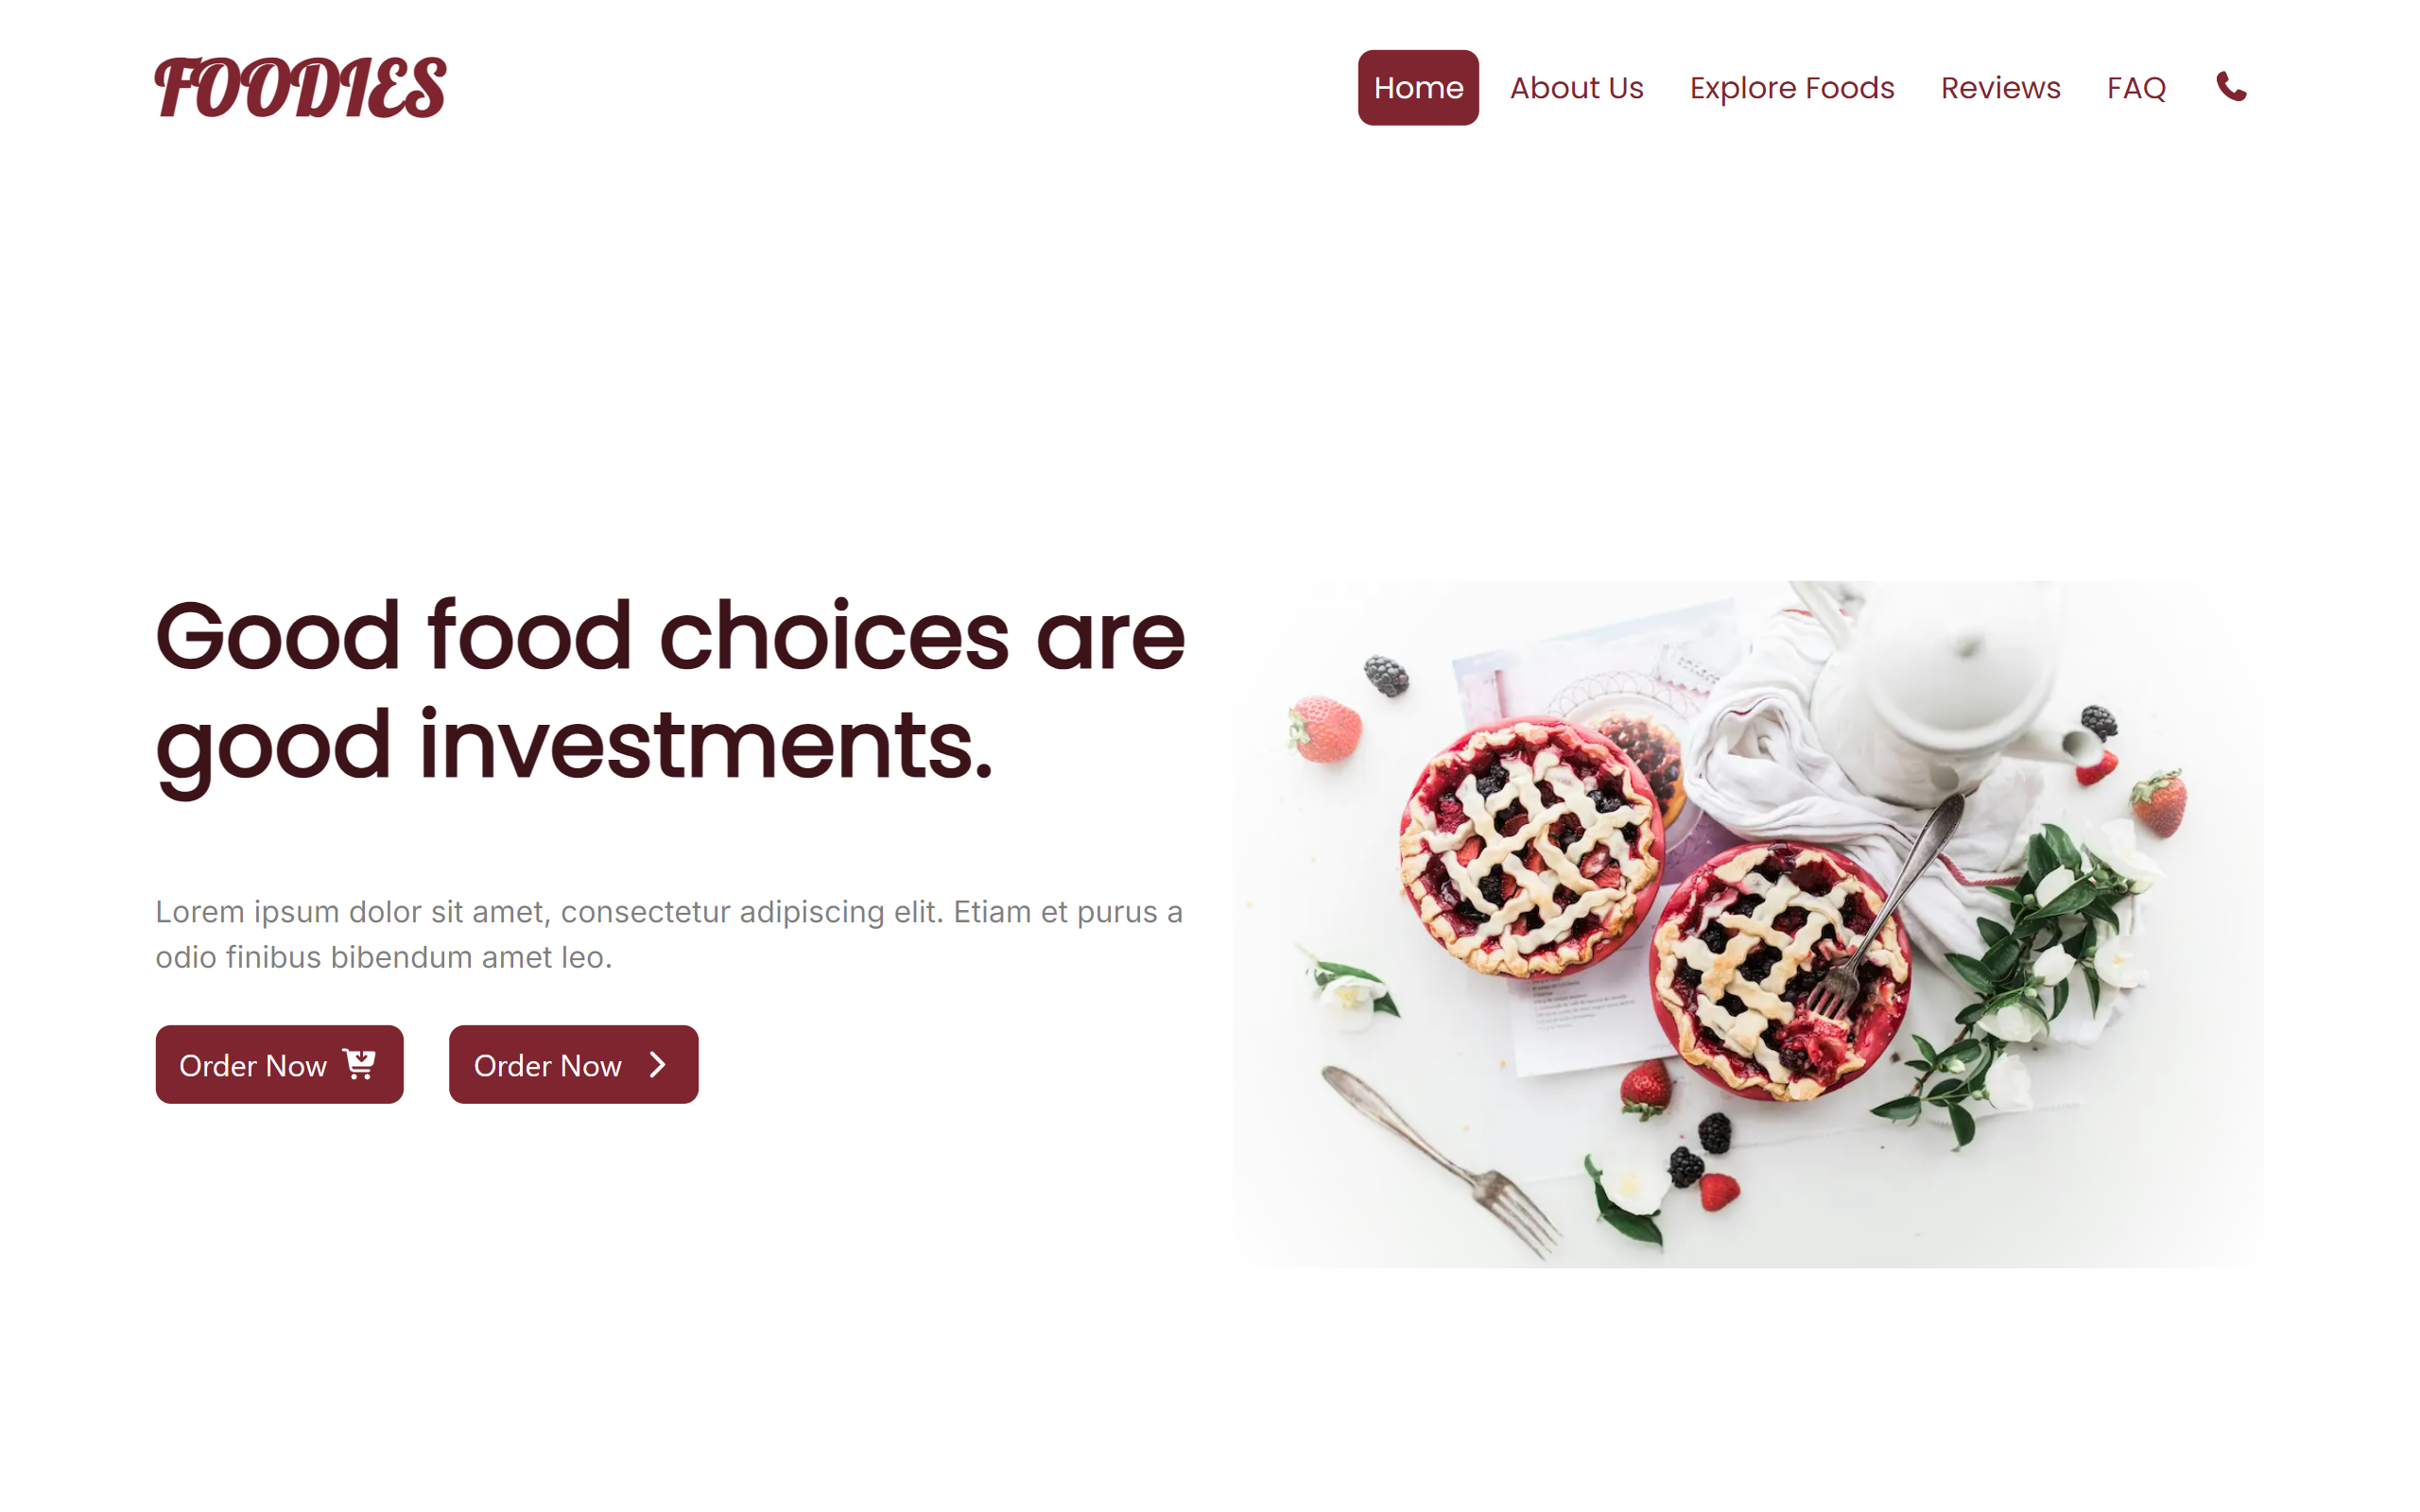 FOODIES
Home About Us Explore Foods Reviews FAQ
Good food choices are
good investments.
Lorem ipsum dolor sit amet, consectetur adipiscing elit. Etiam et purus a
odio finibus bibendum amet leo.
Order Now Order Now